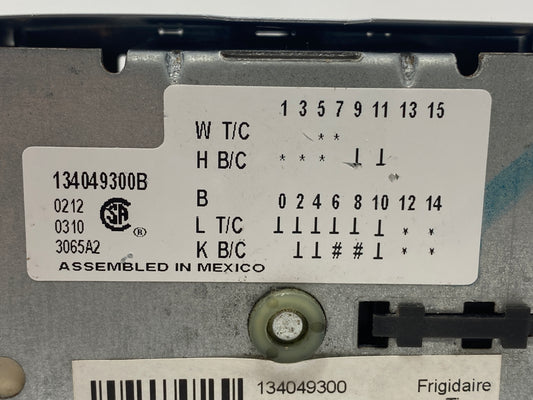 134049300B
0212
0310
3065A2
SA ®
ASSEMBLED IN MEXICO
1 3 5 7 9 11 13 15
W T/C * *
H B/C * * * ⊥ ⊥
B 0 2 4 6 8 10 12 14
L T/C ⊥ ⊥ ⊥ ⊥ ⊥ ⊥ * *
K B/C ⊥ ⊥ # # ⊥ * *
134049300
Frigidaire